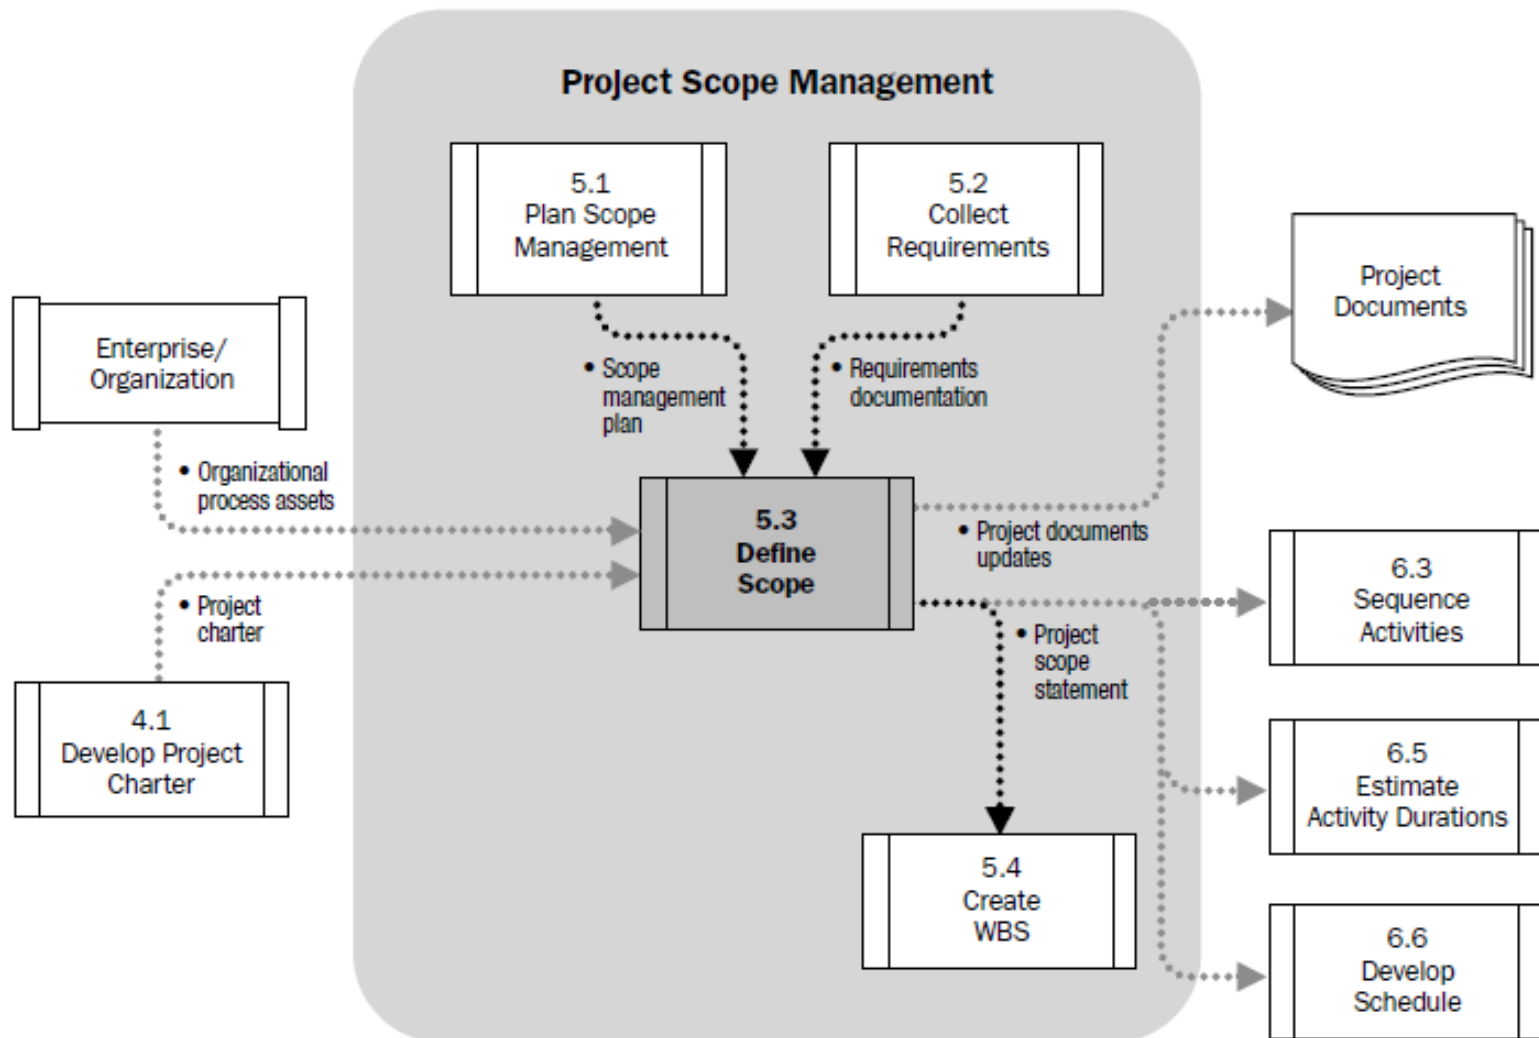 Project Scope Management
5.1
Plan Scope
Management
5.2
Collect
Requirements
Project
Documents
Enterprise/
Organization
• Scope
management
plan
• Requirements
documentation
• Organizational
process assets
5.3
Define
Scope
• Project documents
updates
6.3
Sequence
Activities
• Project
charter
• Project
scope
statement
4.1
Develop Project
Charter
6.5
Estimate
Activity Durations
5.4
Create
WBS
6.6
Develop
Schedule